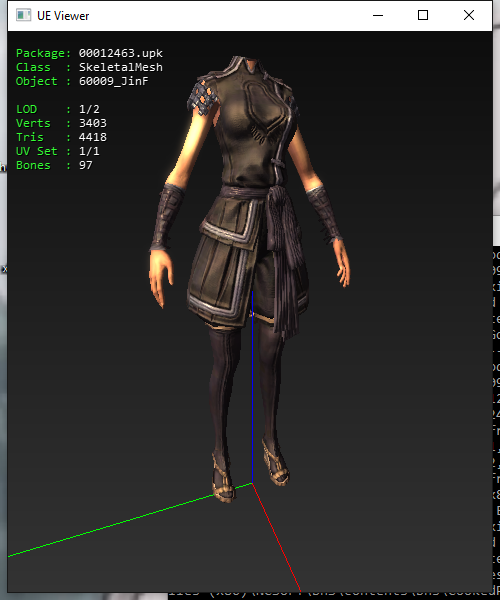 UE Viewer
Package: 00012463.upk
Class : SkeletalMesh
Object : 60009_JinF
LOD : 1/2
Verts : 3403
Tris : 4418
UV Set : 1/1
Bones : 97